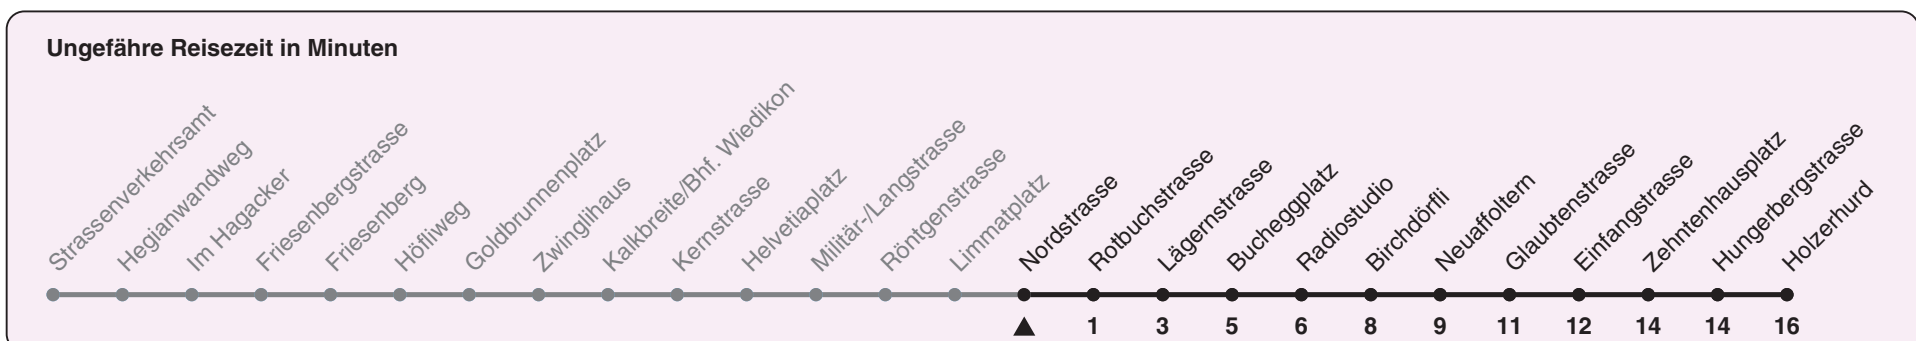 Ungefähre Reisezeit in Minuten
Strassenverkehrsamt
Hegianwandweg
Im Hagacker
Friesenbergstrasse
Friesenberg
Höfliweg
Goldbrunnenplatz
Zwinglihaus
Kalkbreite/Bhf. Wiedikon
Kernstrasse
Helvetiaplatz
Militär-/Langstrasse
Röntgenstrasse
Limmatplatz
Nordstrasse
Rotbuchstrasse
Lägernstrasse
Bucheggplatz
Radiostudio
Birchdörfli
Neuaffoltern
Glaubtenstrasse
Einfangstrasse
Zehntenhausplatz
Hungerbergstrasse
Holzerhurd
1 3 5 6 8 9 11 12 14 14 16